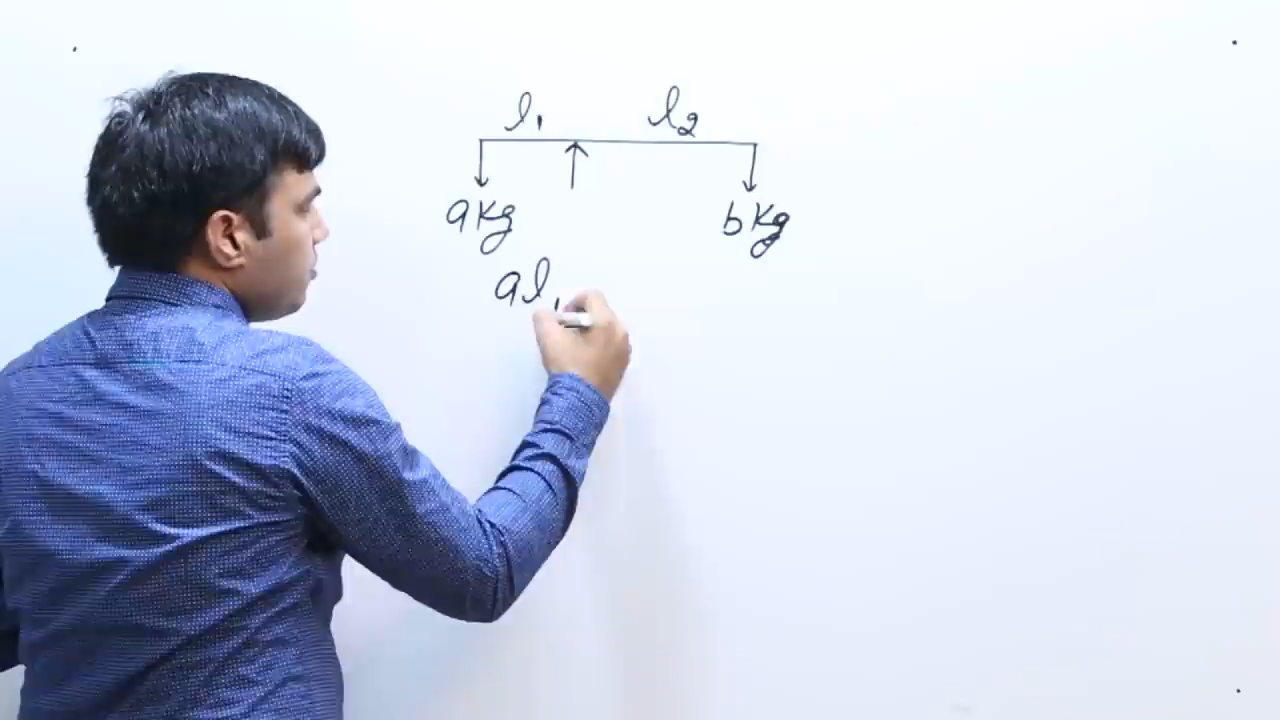 l₁ l₂
a kg b kg
al₁